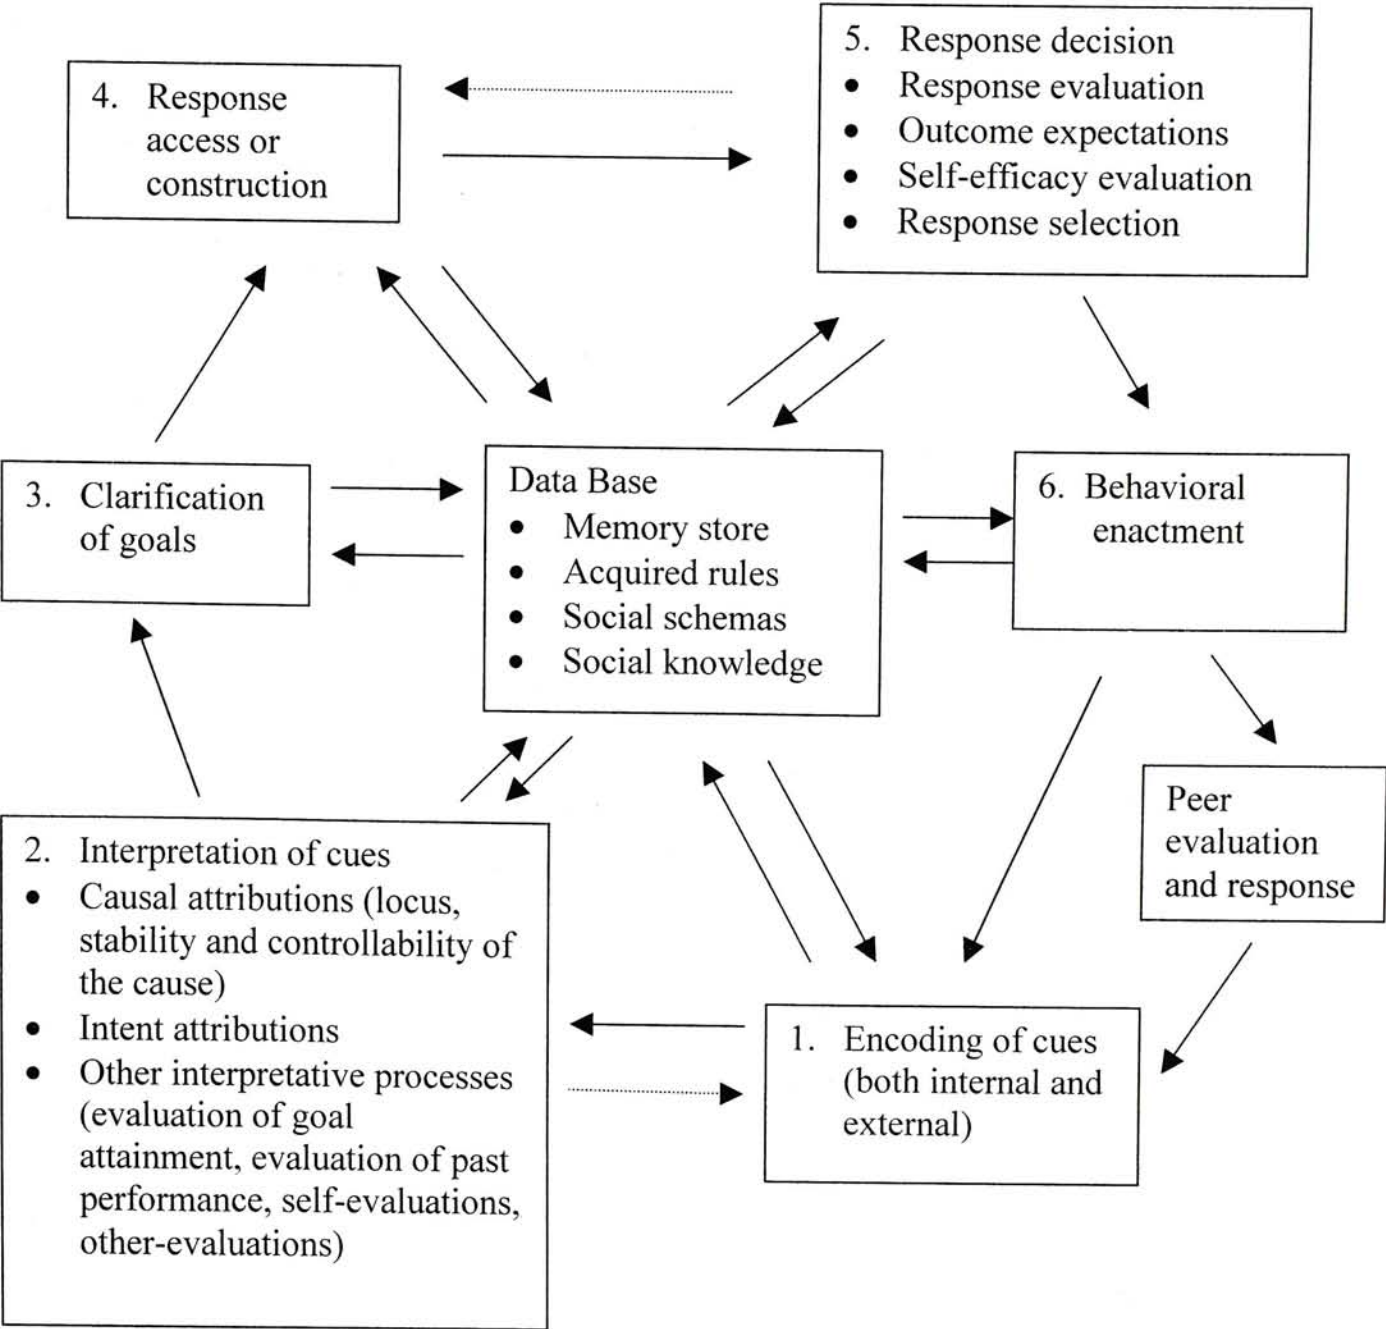 5. Response decision
• Response evaluation
• Outcome expectations
• Self-efficacy evaluation
• Response selection
4. Response
access or
construction
3. Clarification
of goals
Data Base
• Memory store
• Acquired rules
• Social schemas
• Social knowledge
6. Behavioral
enactment
Peer
evaluation
and response
2. Interpretation of cues
• Causal attributions (locus,
stability and controllability of
the cause)
• Intent attributions
• Other interpretative processes
(evaluation of goal
attainment, evaluation of past
performance, self-evaluations,
other-evaluations)
1. Encoding of cues
(both internal and
external)